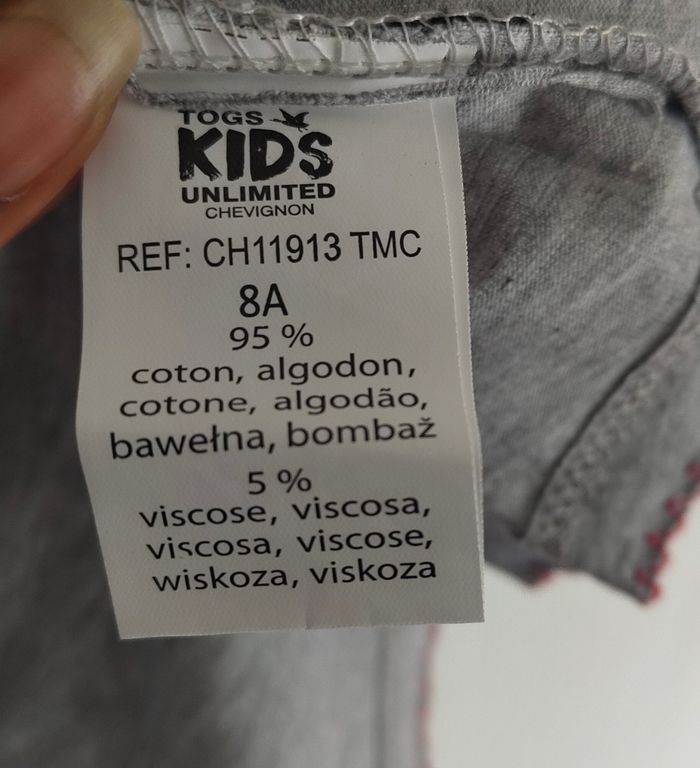 TOGS
KIDS
UNLIMITED
CHEVIGNON
REF: CH11913 TMC
8A
95 %
coton, algodon,
cotone, algodão,
bawełna, bombaž
5 %
viscose, viscosa,
viscosa, viscose,
wiskoza, viskoza